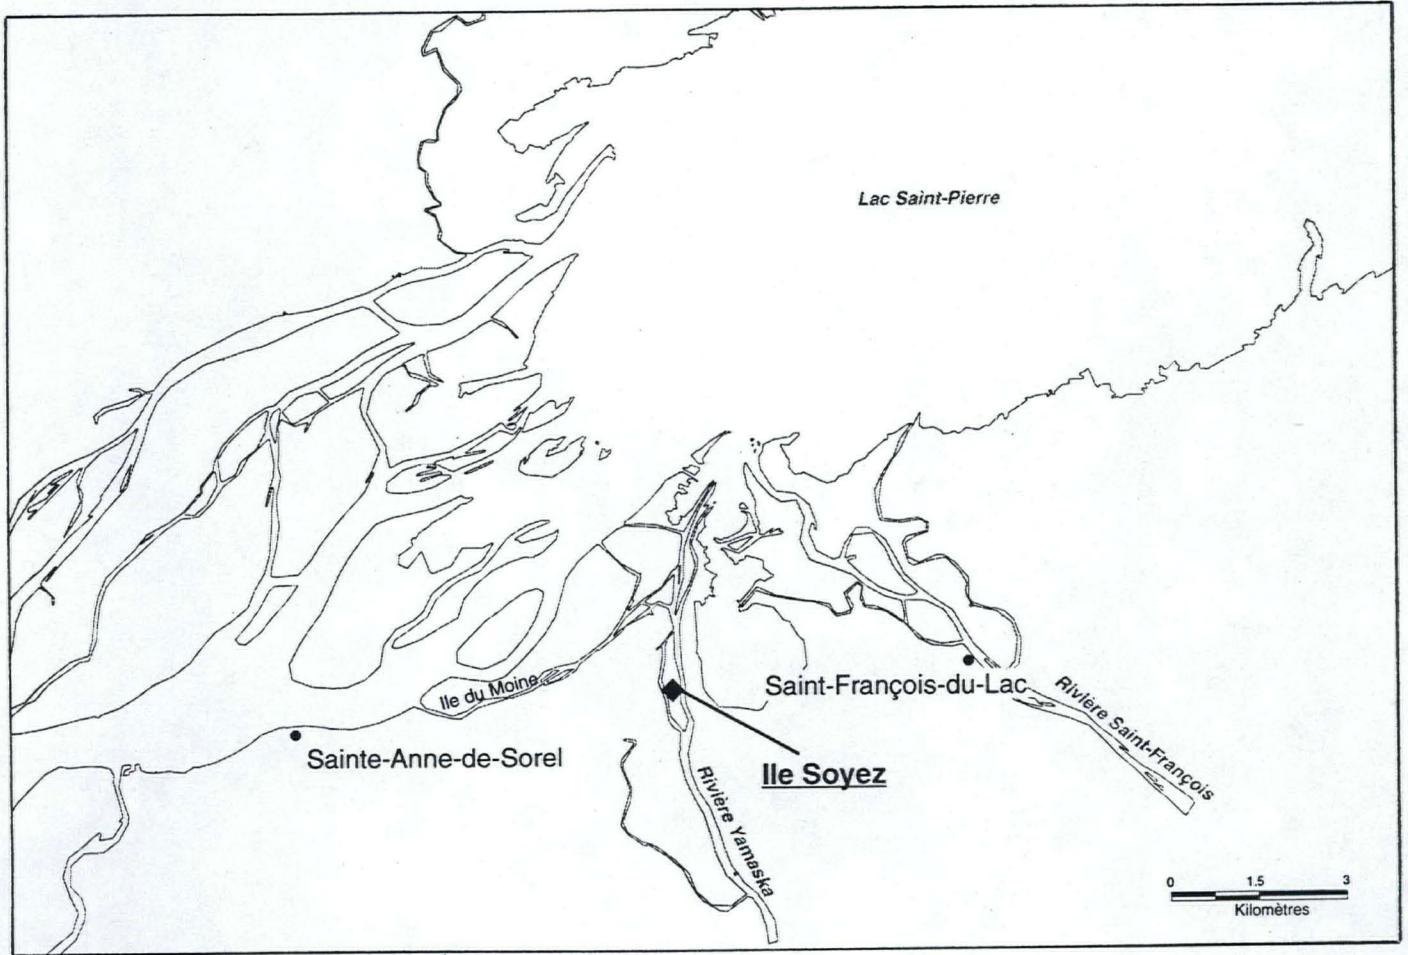 Lac Saint-Pierre
Ile du Moine
Saint-François-du-Lac
Rivière Saint-François
Sainte-Anne-de-Sorel
Ile Soyez
Rivière Yamaska
0 1.5 3
Kilomètres